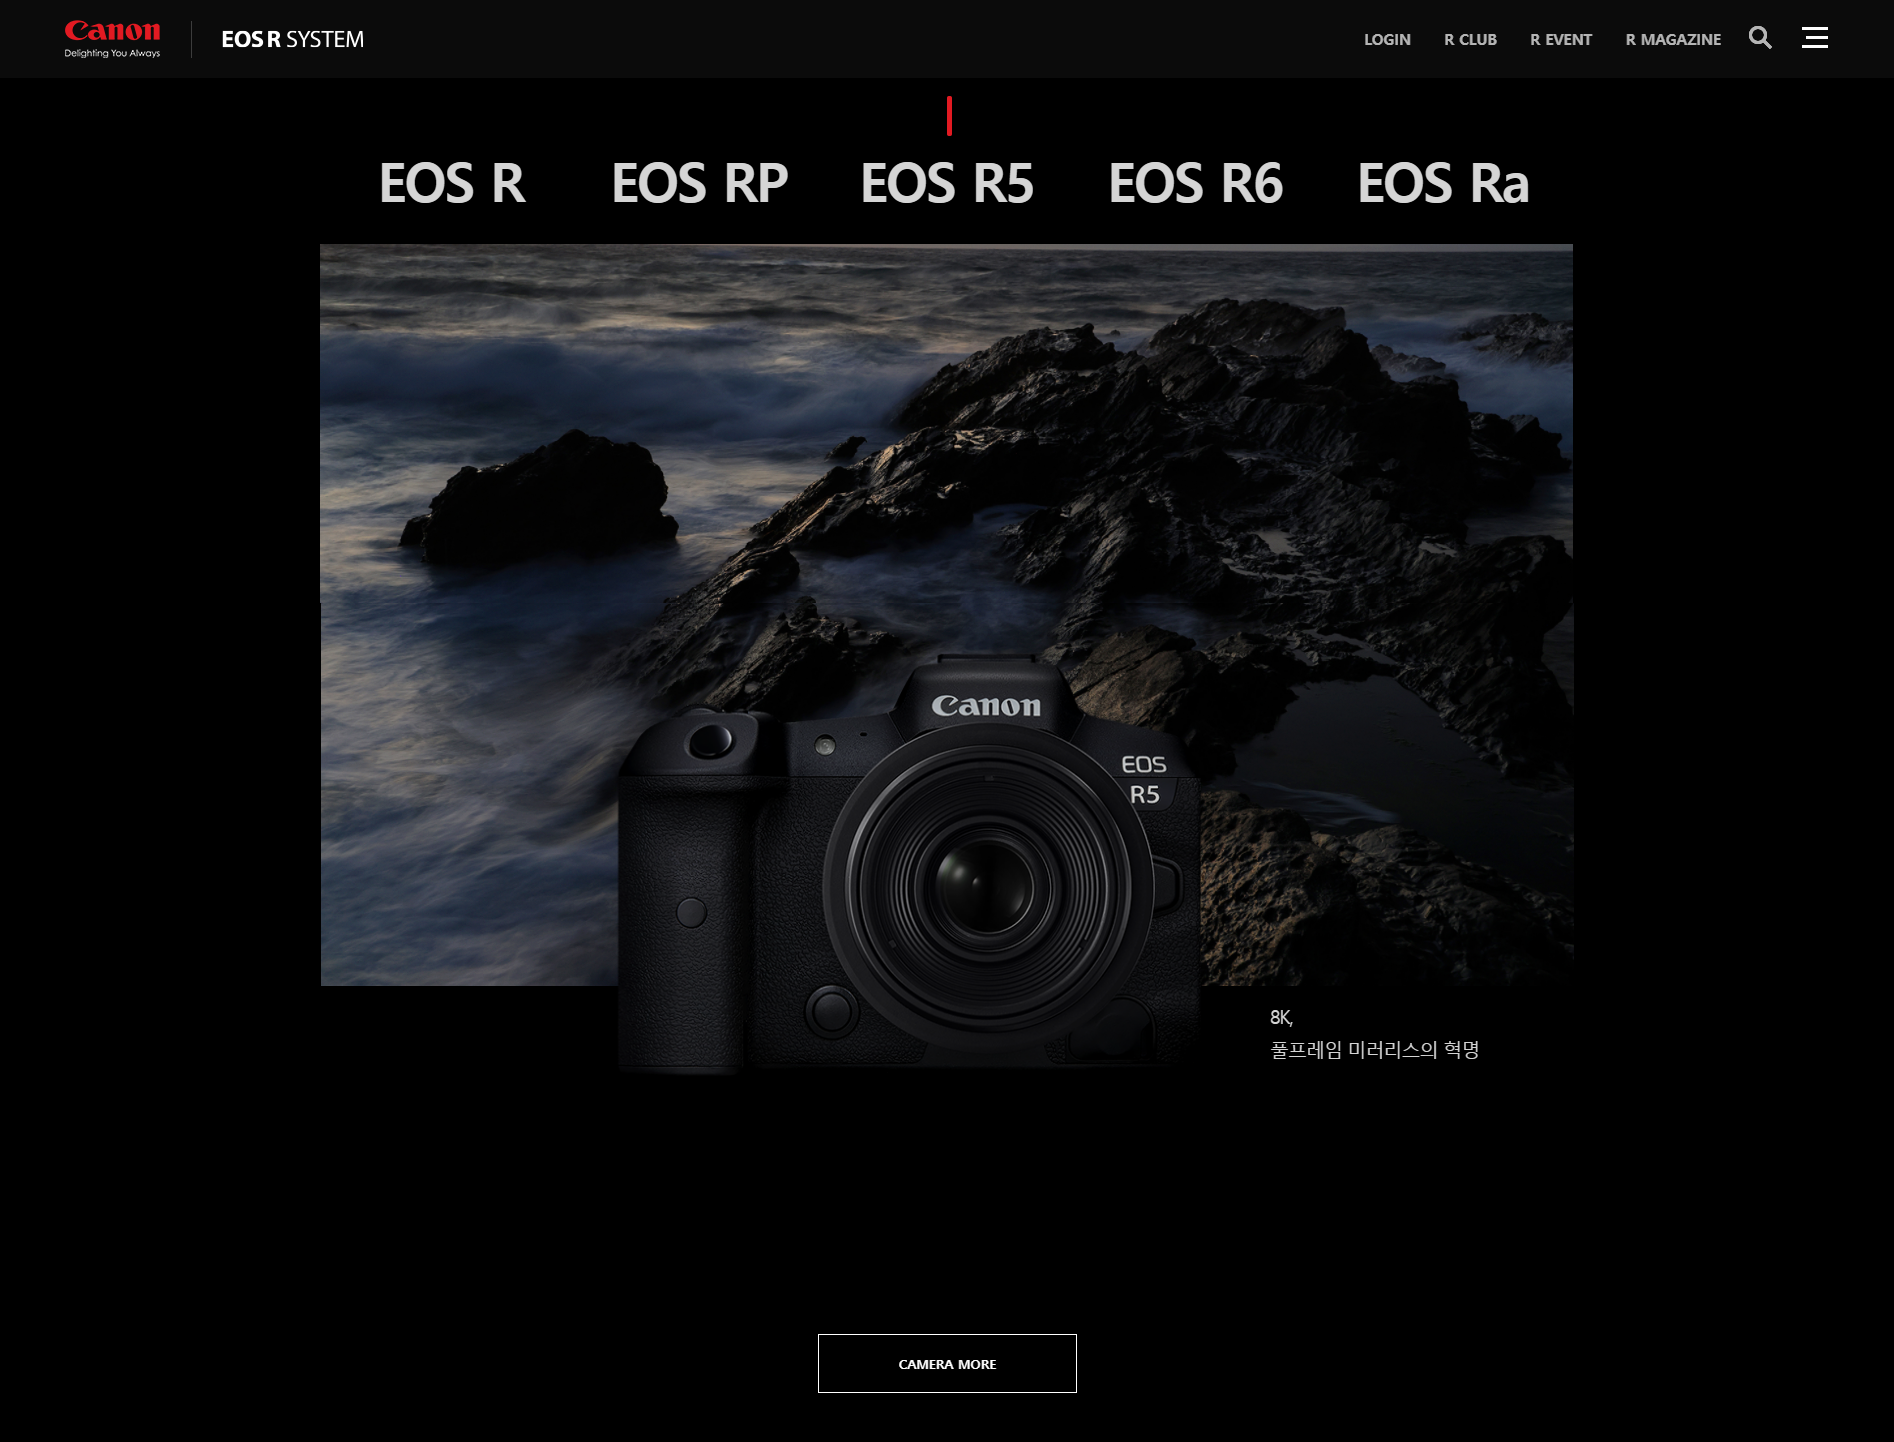 Canon
Delighting You Always
EOS R SYSTEM
LOGIN
R CLUB
R EVENT
R MAGAZINE
EOS R
EOS RP
EOS R5
EOS R6
EOS Ra
Canon
EOS
R5
8K,
풀프레임 미러리스의 혁명
CAMERA MORE